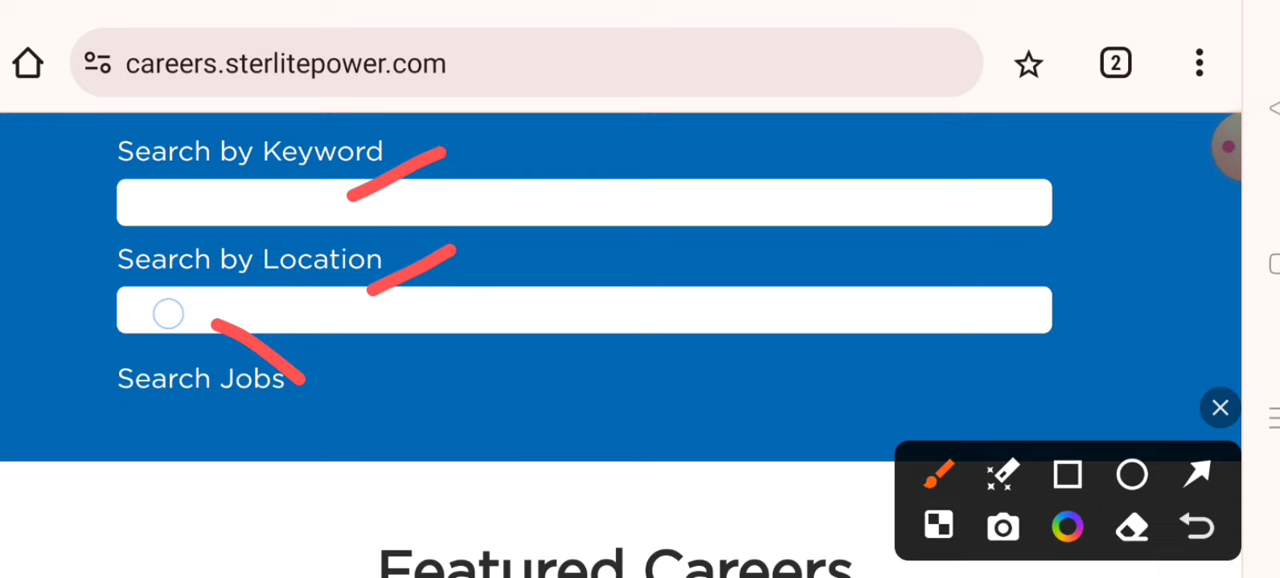 careers.sterlitepower.com
2
Search by Keyword
Search by Location
Search Jobs
Featured Careers